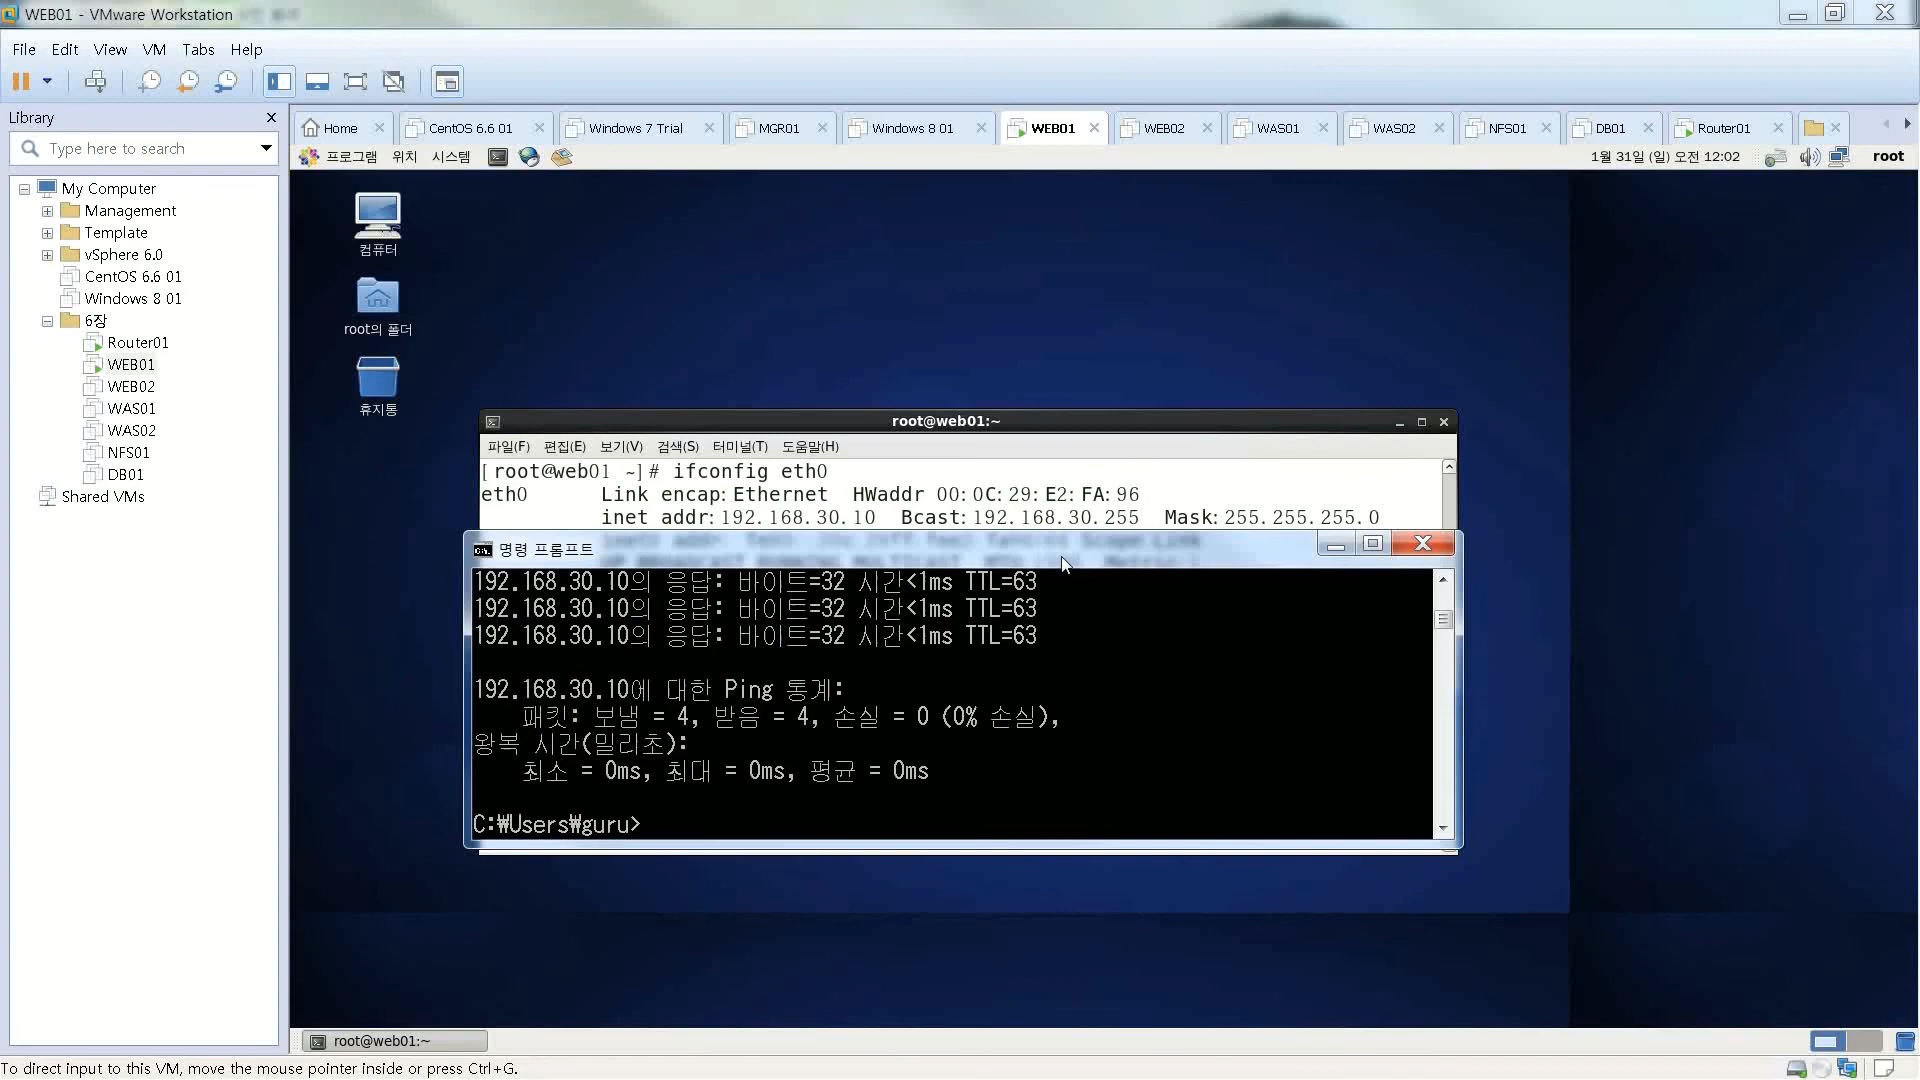 WEB01 - VMware Workstation
File Edit View VM Tabs Help
Library
Type here to search
My Computer
Management
Template
vSphere 6.0
CentOS 6.6 01
Windows 8 01
6장
Router01
WEB01
WEB02
WAS01
WAS02
NFS01
DB01
Shared VMs
Home CentOS 6.6 01 Windows 7 Trial MGR01 Windows 8 01 WEB01 WEB02 WAS01 WAS02 NFS01 DB01 Router01
프로그램 위치 시스템 1월 31일 (일) 오전 12:02 root
컴퓨터
root의 폴더
휴지통
root@web01:~
파일(F) 편집(E) 보기(V) 검색(S) 터미널(T) 도움말(H)
[root@web01 ~]# ifconfig eth0
eth0 Link encap:Ethernet HWaddr 00:0C:29:E2:FA:96
inet addr:192.168.30.10 Bcast:192.168.30.255 Mask:255.255.255.0
명령 프롬프트
192.168.30.10의 응답: 바이트=32 시간<1ms TTL=63
192.168.30.10의 응답: 바이트=32 시간<1ms TTL=63
192.168.30.10의 응답: 바이트=32 시간<1ms TTL=63
192.168.30.10에 대한 Ping 통계:
패킷: 보냄 = 4, 받음 = 4, 손실 = 0 (0% 손실),
왕복 시간(밀리초):
최소 = 0ms, 최대 = 0ms, 평균 = 0ms
C:₩Users₩guru>
root@web01:~
To direct input to this VM, move the mouse pointer inside or press Ctrl+G.